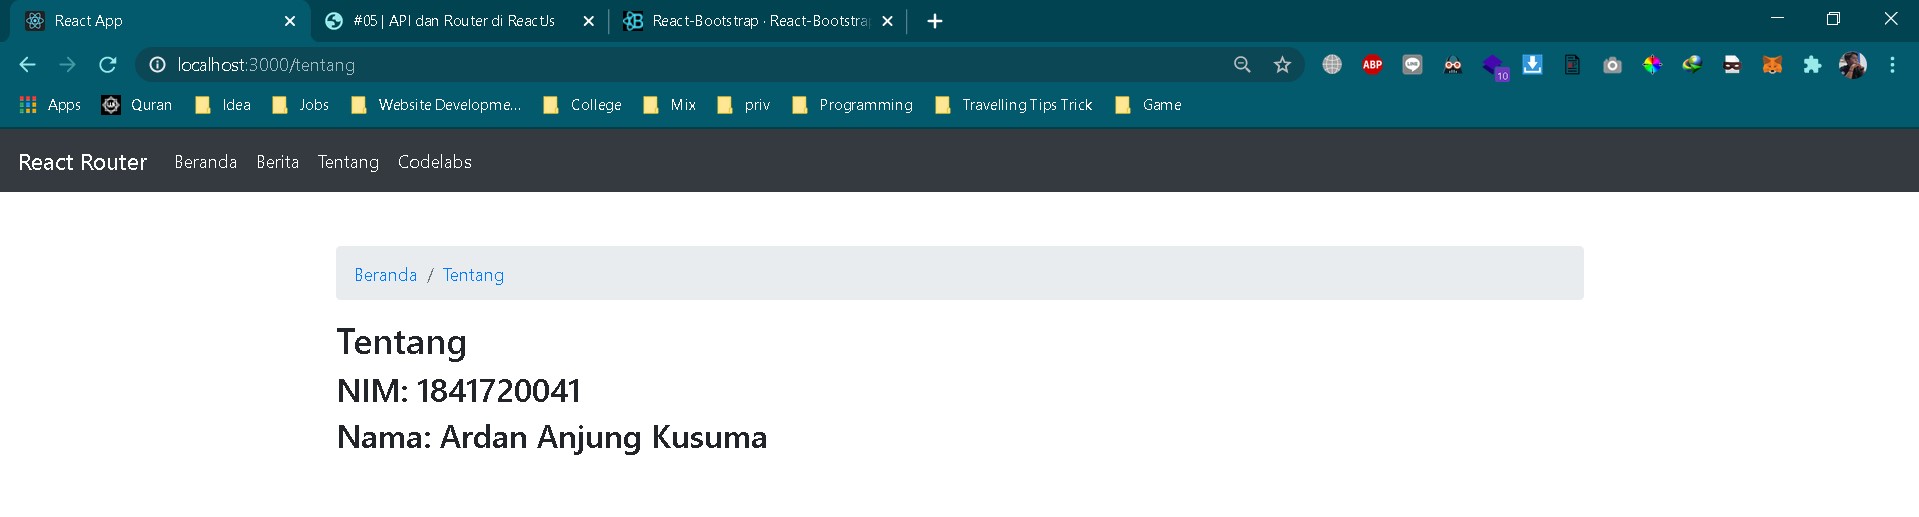 React App
#05 | API dan Router di ReactJs
React-Bootstrap · React-Bootstrap
localhost:3000/tentang
ABP
LINE
10
Apps
Quran
Idea
Jobs
Website Developme...
College
Mix
priv
Programming
Travelling Tips Trick
Game
React Router
Beranda
Berita
Tentang
Codelabs
Beranda / Tentang
Tentang
NIM: 1841720041
Nama: Ardan Anjung Kusuma